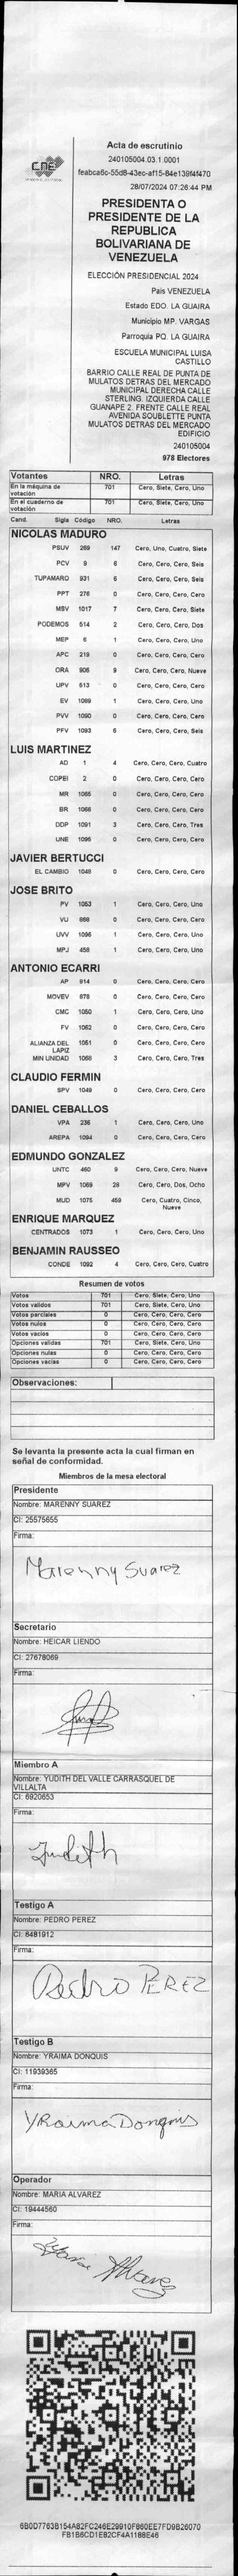 CNE
Acta de escrutinio
240105004.03.1.0001
28/07/2024 07:26:44 PM
PRESIDENTA O
PRESIDENTE DE LA
REPUBLICA
BOLIVARIANA DE
VENEZUELA
ELECCIÓN PRESIDENCIAL 2024
Pais VENEZUELA
Estado EDO. LA GUAIRA
Municipio MP. VARGAS
Parroquia PQ. LA GUAIRA
ESCUELA MUNICIPAL LUISA
CASTILLO
BARRIO CALLE REAL DE PUNTA DE
MULATOS DETRAS DEL MERCADO
MUNICIPAL DERECHA CALLE
STERLING. IZQUIERDA CALLE
GUANAPE 2. FRENTE CALLE REAL
AVENIDA SOUBLETTE PUNTA
MULATOS DETRAS DEL MERCADO
EDIFICIO
240105004
978 Electores
Votantes NRO. Letras
En la máquina de votación 701 Cero, Siete, Cero, Uno
En el cuaderno de votación 701 Cero, Siete, Cero, Uno
Cand. Sigla Código NRO. Letras
NICOLAS MADURO
PSUV 269 147 Cero, Uno, Cuatro, Siete
PCV 9 6 Cero, Cero, Cero, Seis
TUPAMARO 931 6 Cero, Cero, Cero, Seis
PPT 276 0 Cero, Cero, Cero, Cero
MSV 1017 7 Cero, Cero, Cero, Siete
PODEMOS 514 2 Cero, Cero, Cero, Dos
MEP 6 1 Cero, Cero, Cero, Uno
APC 219 0 Cero, Cero, Cero, Cero
ORA 906 9 Cero, Cero, Cero, Nueve
UPV 613 0 Cero, Cero, Cero, Cero
EV 1089 1 Cero, Cero, Cero, Uno
PVV 1090 0 Cero, Cero, Cero, Cero
PFV 1093 6 Cero, Cero, Cero, Seis
LUIS MARTINEZ
AD 1 4 Cero, Cero, Cero, Cuatro
COPEI 2 0 Cero, Cero, Cero, Cero
MR 1065 0 Cero, Cero, Cero, Cero
BR 1066 0 Cero, Cero, Cero, Cero
DDP 1091 3 Cero, Cero, Cero, Tres
UNE 1095 0 Cero, Cero, Cero, Cero
JAVIER BERTUCCI
EL CAMBIO 1048 0 Cero, Cero, Cero, Cero
JOSE BRITO
PV 1053 1 Cero, Cero, Cero, Uno
VU 868 0 Cero, Cero, Cero, Cero
UVV 1096 1 Cero, Cero, Cero, Uno
MPJ 458 1 Cero, Cero, Cero, Uno
ANTONIO ECARRI
AP 914 0 Cero, Cero, Cero, Cero
MOVEV 878 0 Cero, Cero, Cero, Cero
CMC 1050 1 Cero, Cero, Cero, Uno
FV 1062 0 Cero, Cero, Cero, Cero
ALIANZA DEL LAPIZ 1051 0 Cero, Cero, Cero, Cero
MIN UNIDAD 1068 3 Cero, Cero, Cero, Tres
CLAUDIO FERMIN
SPV 1049 0 Cero, Cero, Cero, Cero
DANIEL CEBALLOS
VPA 236 1 Cero, Cero, Cero, Uno
AREPA 1094 0 Cero, Cero, Cero, Cero
EDMUNDO GONZALEZ
UNTC 460 9 Cero, Cero, Cero, Nueve
MPV 1069 28 Cero, Cero, Dos, Ocho
MUD 1075 459 Cero, Cuatro, Cinco, Nueve
ENRIQUE MARQUEZ
CENTRADOS 1073 1 Cero, Cero, Cero, Uno
BENJAMIN RAUSSEO
CONDE 1092 4 Cero, Cero, Cero, Cuatro
Resumen de votos
Votos 701 Cero, Siete, Cero, Uno
Votos validos 701 Cero, Siete, Cero, Uno
Votos parciales 0 Cero, Cero, Cero, Cero
Votos nulos 0 Cero, Cero, Cero, Cero
Votos vacios 0 Cero, Cero, Cero, Cero
Opciones validas 701 Cero, Siete, Cero, Uno
Opciones nulas 0 Cero, Cero, Cero, Cero
Opciones vacias 0 Cero, Cero, Cero, Cero
Observaciones:
Se levanta la presente acta la cual firman en
señal de conformidad.
Miembros de la mesa electoral
Presidente
Nombre: MARENNY SUAREZ
CI: 25575655
Firma:
Marenny Suarez
Secretario
Nombre: HEICAR LIENDO
CI: 27678069
Firma:
Miembro A
Nombre: YUDITH DEL VALLE CARRASQUEL DE
VILLALTA
CI: 6920653
Firma:
Judith
Testigo A
Nombre: PEDRO PEREZ
CI: 6481912
Firma:
Pedro PEREZ
Testigo B
Nombre: YRAIMA DONQUIS
CI: 11939365
Firma:
YRaima Donquis
Operador
Nombre: MARIA ALVAREZ
CI: 19444560
Firma: